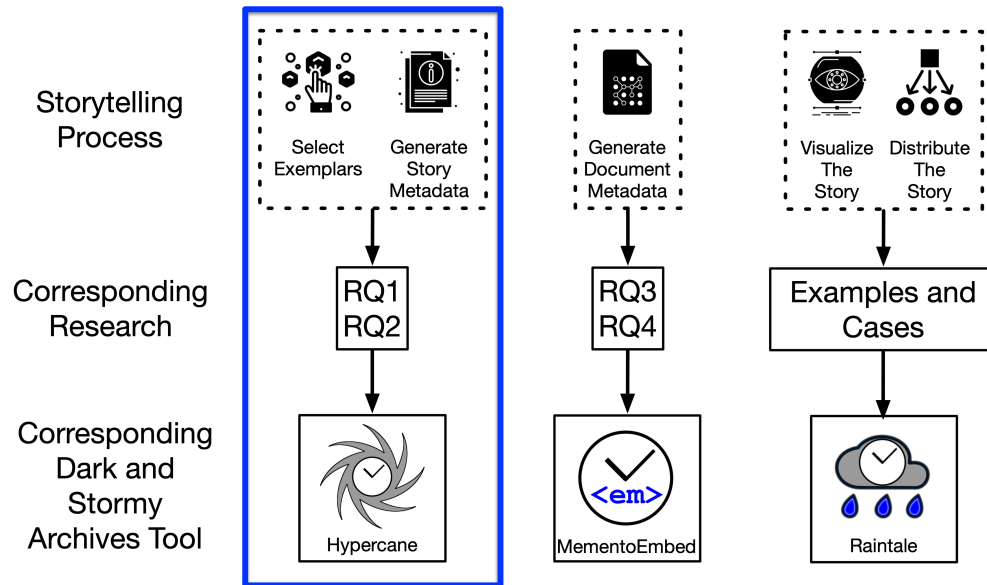 Storytelling
Process
Select
Exemplars
Generate
Story
Metadata
Generate
Document
Metadata
Visualize
The
Story
Distribute
The
Story
Corresponding
Research
RQ1
RQ2
RQ3
RQ4
Examples and
Cases
Corresponding
Dark and
Stormy
Archives Tool
Hypercane
<em>
MementoEmbed
Raintale